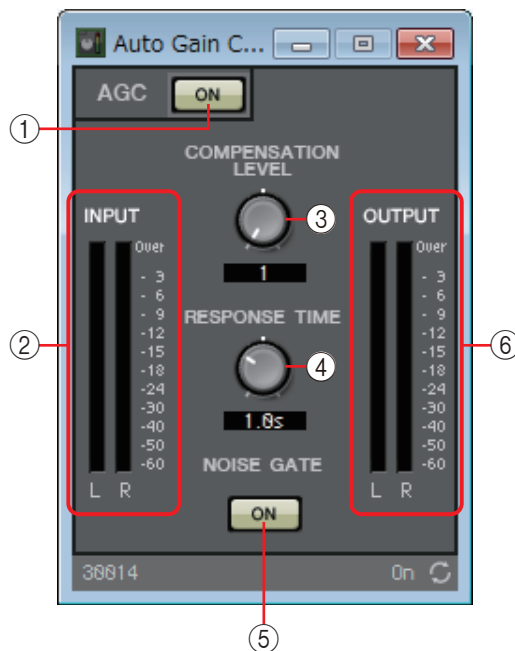 Auto Gain C...
AGC
ON
①
COMPENSATION
LEVEL
③
1
INPUT
Over
- 3
- 6
- 9
-12
-15
-18
-24
-30
-40
-50
-60
L R
②
RESPONSE TIME
④
1.0s
NOISE GATE
ON
⑤
OUTPUT
Over
- 3
- 6
- 9
-12
-15
-18
-24
-30
-40
-50
-60
L R
⑥
30014
On